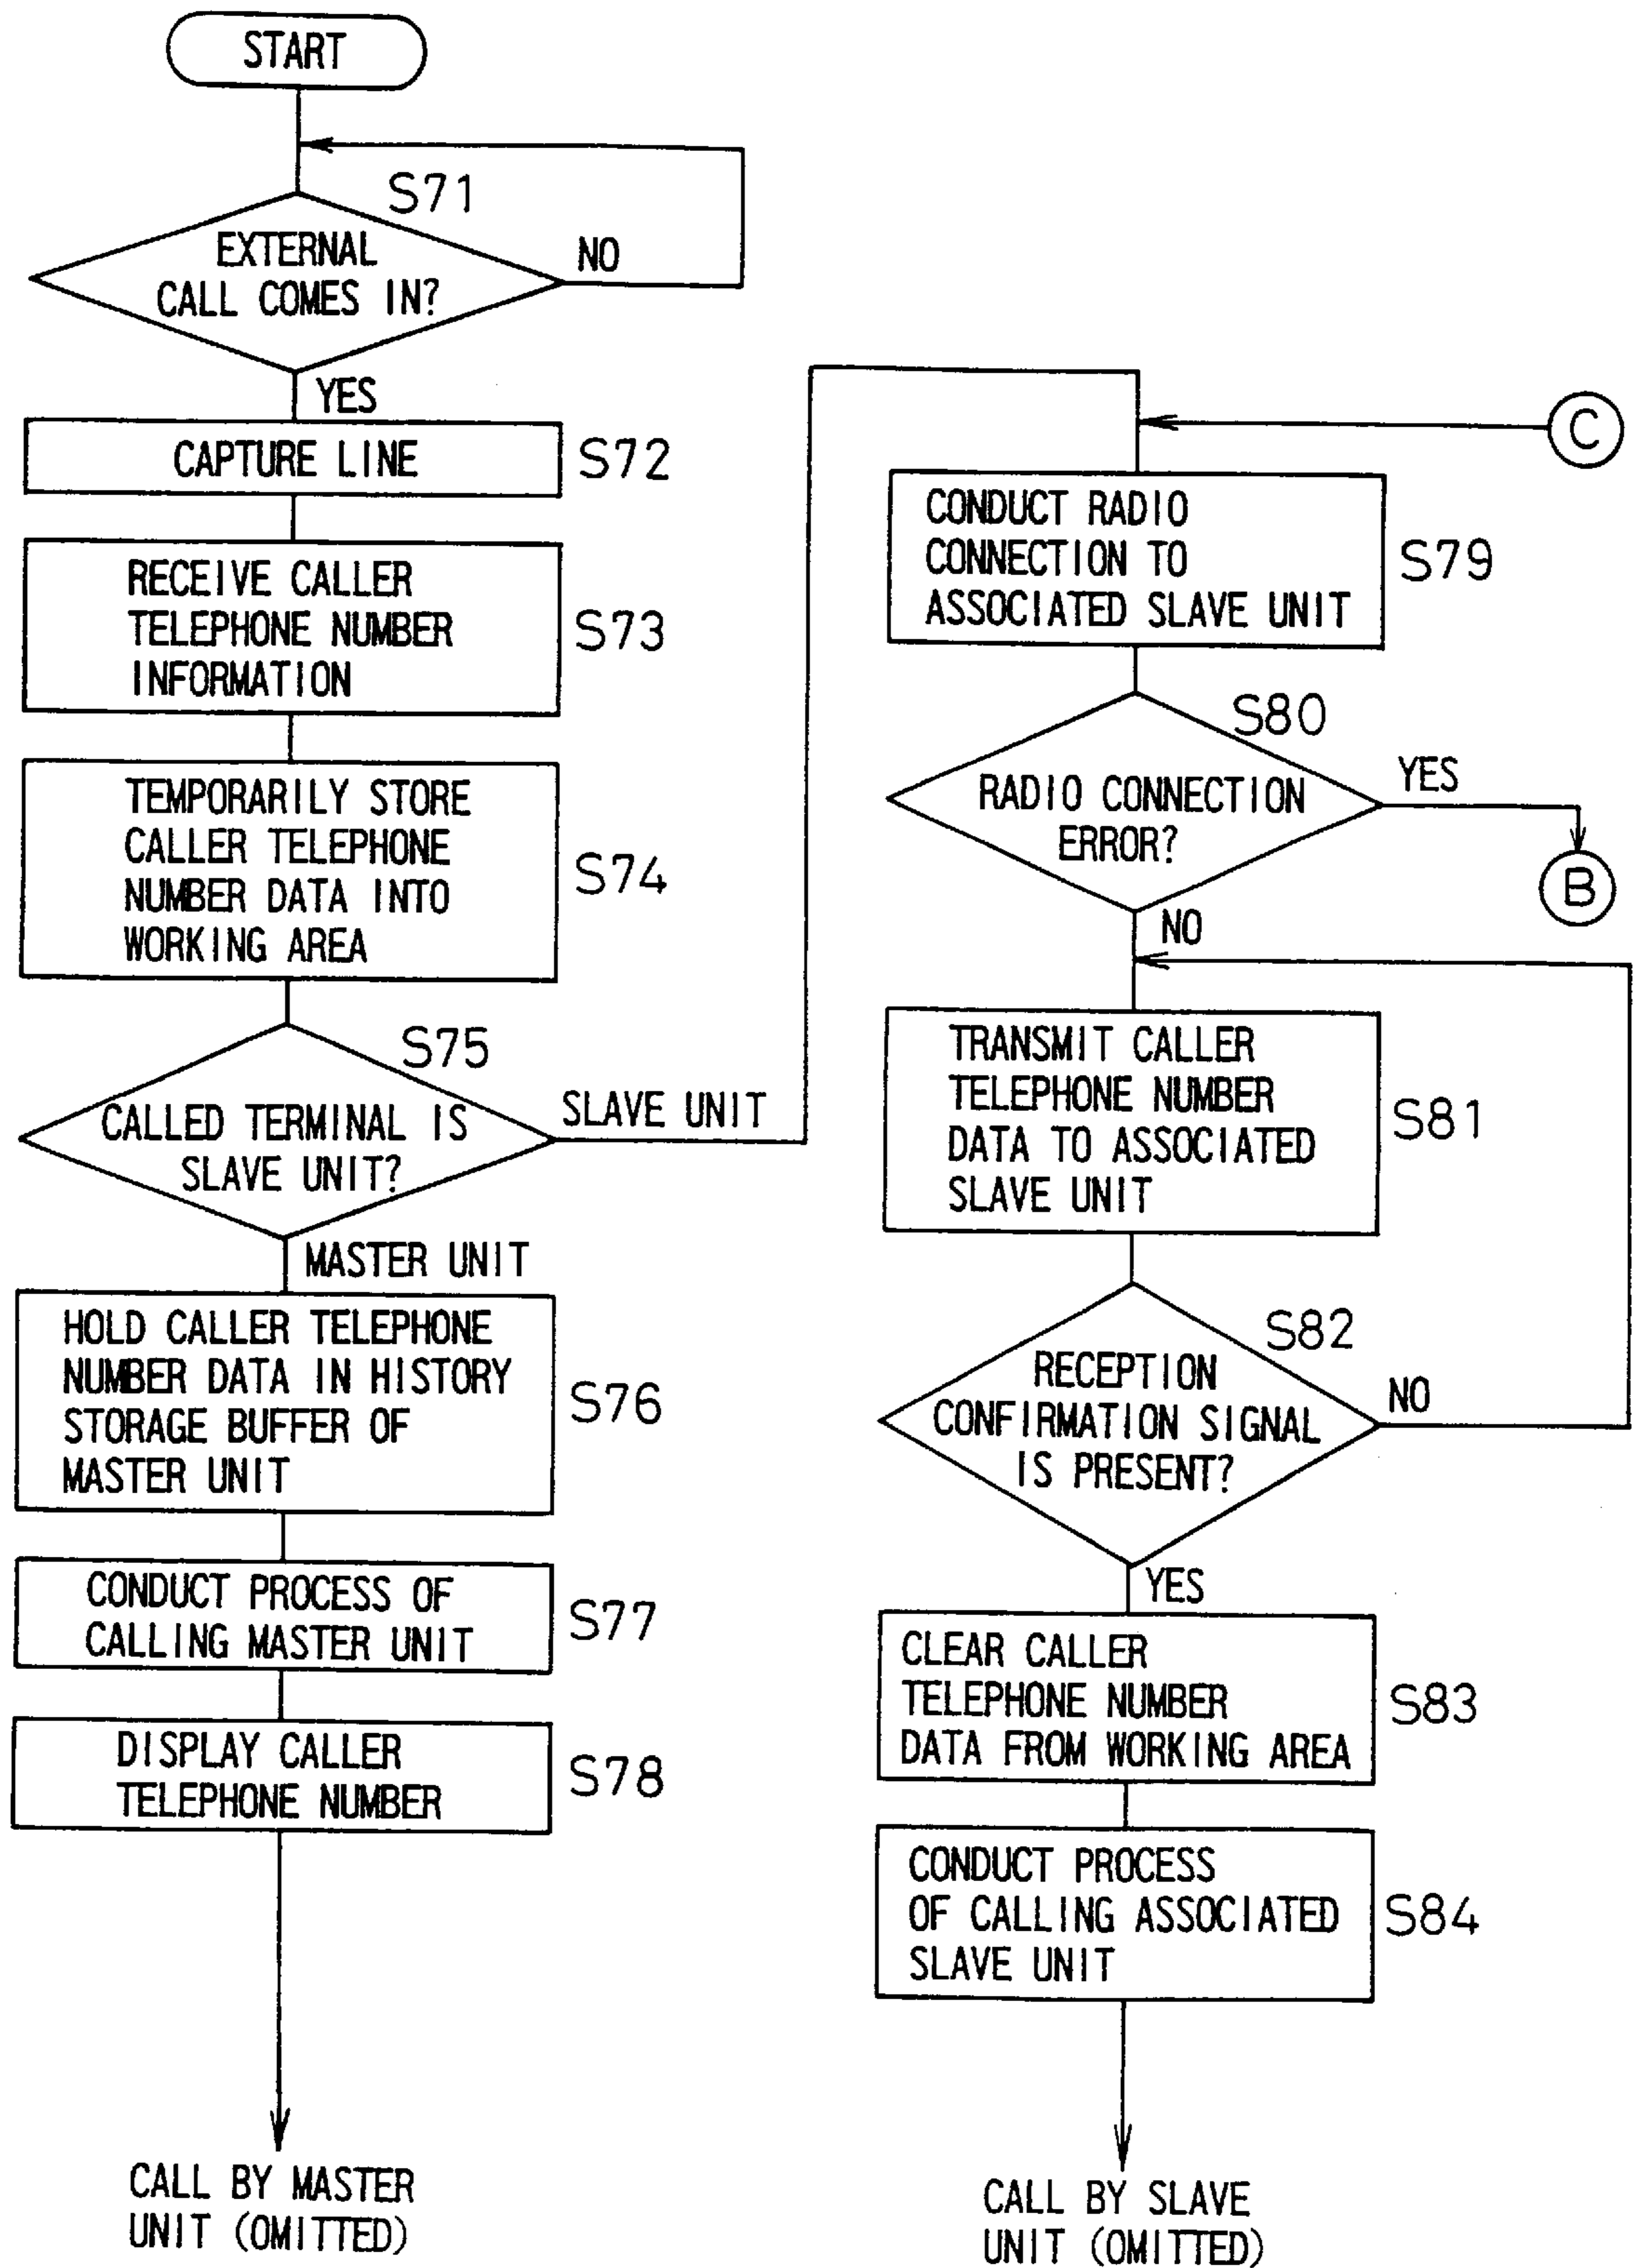 START
S71
EXTERNAL
CALL COMES IN?
NO
YES
CAPTURE LINE
S72
RECEIVE CALLER
TELEPHONE NUMBER
INFORMATION
S73
TEMPORARILY STORE
CALLER TELEPHONE
NUMBER DATA INTO
WORKING AREA
S74
S75
CALLED TERMINAL IS
SLAVE UNIT?
SLAVE UNIT
MASTER UNIT
HOLD CALLER TELEPHONE
NUMBER DATA IN HISTORY
STORAGE BUFFER OF
MASTER UNIT
S76
CONDUCT PROCESS OF
CALLING MASTER UNIT
S77
DISPLAY CALLER
TELEPHONE NUMBER
S78
CALL BY MASTER
UNIT (OMITTED)
C
CONDUCT RADIO
CONNECTION TO
ASSOCIATED SLAVE UNIT
S79
S80
RADIO CONNECTION
ERROR?
YES
B
NO
TRANSMIT CALLER
TELEPHONE NUMBER
DATA TO ASSOCIATED
SLAVE UNIT
S81
S82
RECEPTION
CONFIRMATION SIGNAL
IS PRESENT?
NO
YES
CLEAR CALLER
TELEPHONE NUMBER
DATA FROM WORKING AREA
S83
CONDUCT PROCESS
OF CALLING ASSOCIATED
SLAVE UNIT
S84
CALL BY SLAVE
UNIT (OMITTED)